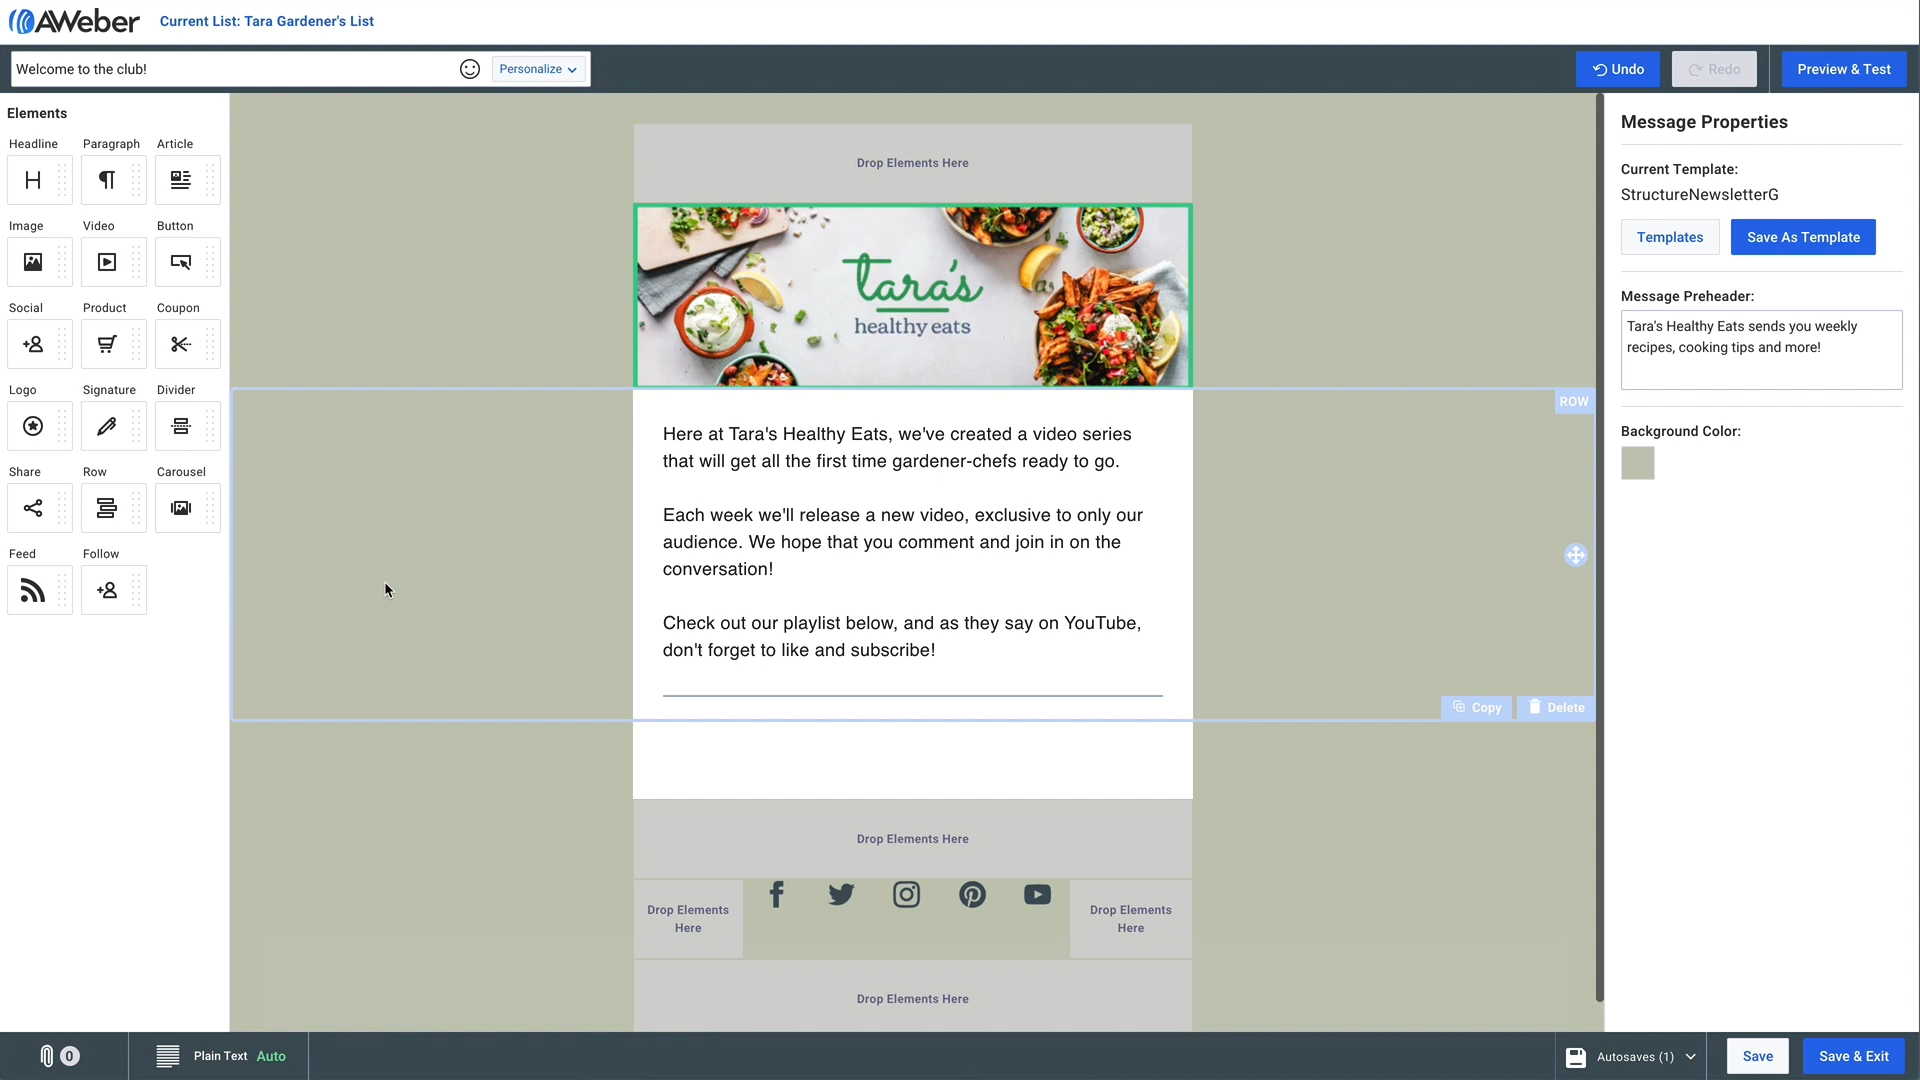 AWeber
Current List: Tara Gardener's List
Welcome to the club!
Personalize
Undo
Redo
Preview & Test
Elements
Headline
Paragraph
Article
Image
Video
Button
Social
Product
Coupon
Logo
Signature
Divider
Share
Row
Carousel
Feed
Follow
Drop Elements Here
tara's
healthy eats
ROW
Here at Tara's Healthy Eats, we've created a video series
that will get all the first time gardener-chefs ready to go.
Each week we'll release a new video, exclusive to only our
audience. We hope that you comment and join in on the
conversation!
Check out our playlist below, and as they say on YouTube,
don't forget to like and subscribe!
Copy
Delete
Drop Elements Here
Drop Elements
Here
Drop Elements
Here
Drop Elements Here
Message Properties
Current Template:
StructureNewsletterG
Templates
Save As Template
Message Preheader:
Tara's Healthy Eats sends you weekly
recipes, cooking tips and more!
Background Color:
0
Plain Text Auto
Autosaves (1)
Save
Save & Exit